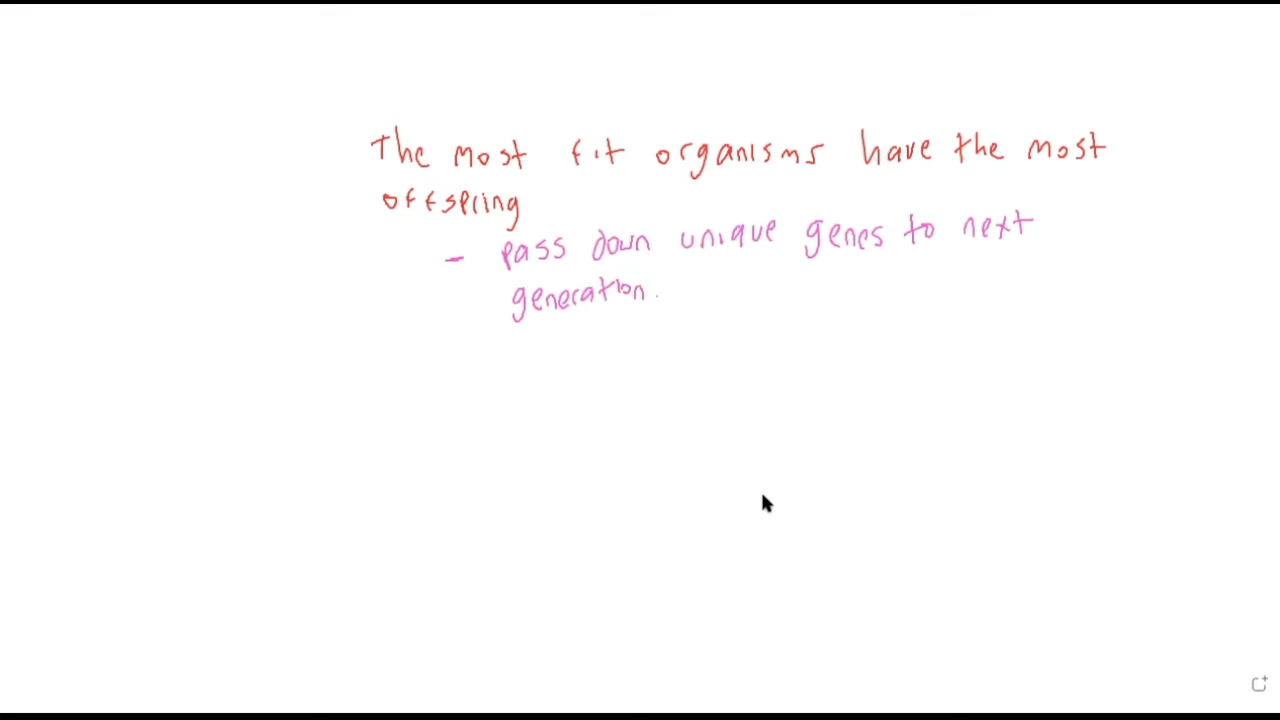 The most fit organisms have the most
offspring
- pass down unique genes to next
generation.